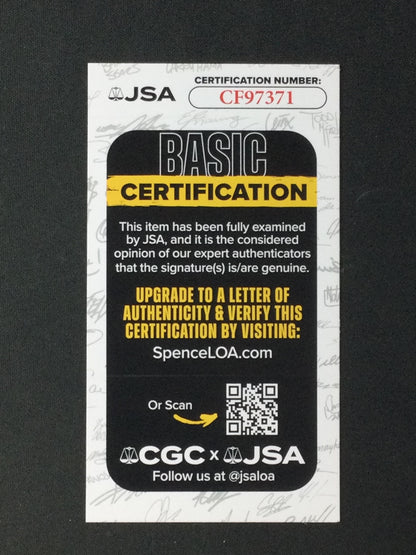 CERTIFICATION NUMBER:
JSA
CF97371
BASIC
CERTIFICATION
This item has been fully examined
by JSA, and it is the considered
opinion of our expert authenticators
that the signature(s) is/are genuine.
UPGRADE TO A LETTER OF
AUTHENTICITY & VERIFY THIS
CERTIFICATION BY VISITING:
SpenceLOA.com
Or Scan
CGC x JSA
Follow us at @jsaloa